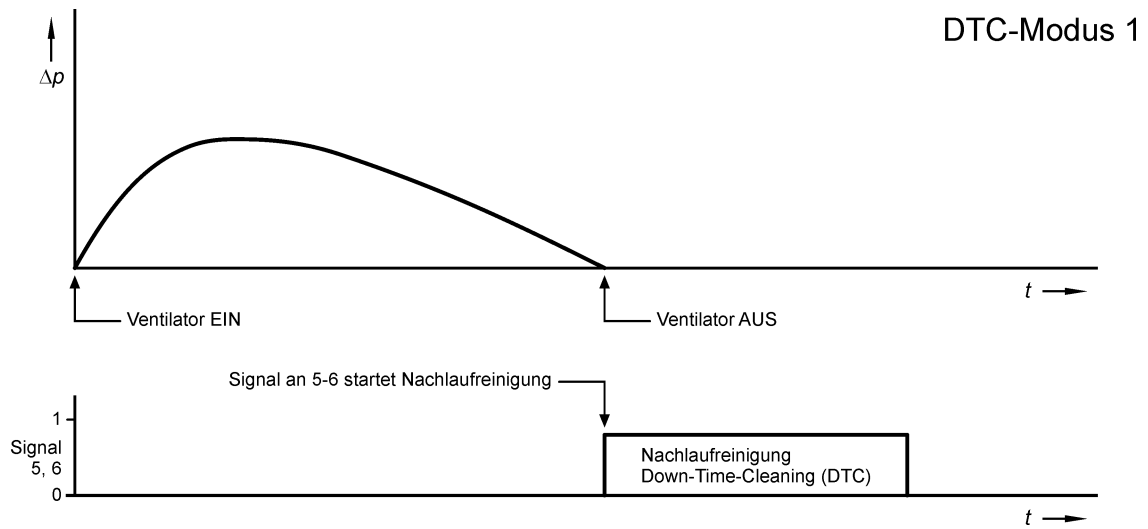 DTC-Modus 1
Δp
t
Ventilator EIN
Ventilator AUS
Signal an 5-6 startet Nachlaufreinigung
1
Signal
5, 6
0
Nachlaufreinigung
Down-Time-Cleaning (DTC)
t